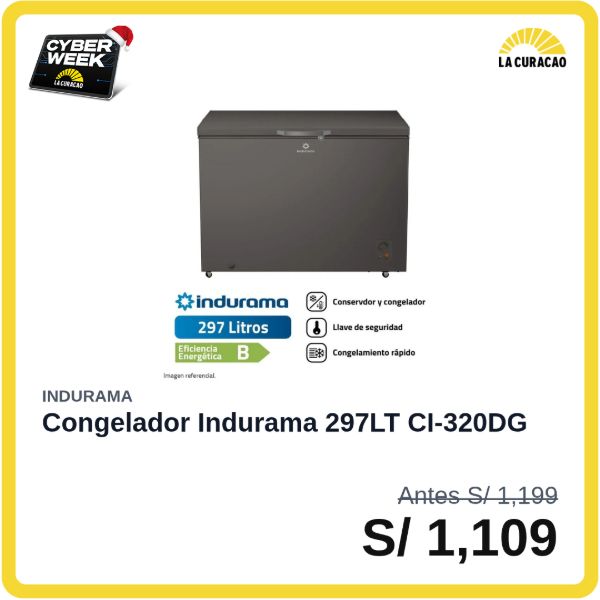 CYBER
WEEK
LA CURACAO
LA CURACAO
indurama
indurama
297 Litros
Eficiencia
Energética
B
Conservdor y congelador
Llave de seguridad
Congelamiento rápido
Imagen referencial.
INDURAMA
Congelador Indurama 297LT CI-320DG
Antes S/ 1,199
S/ 1,109